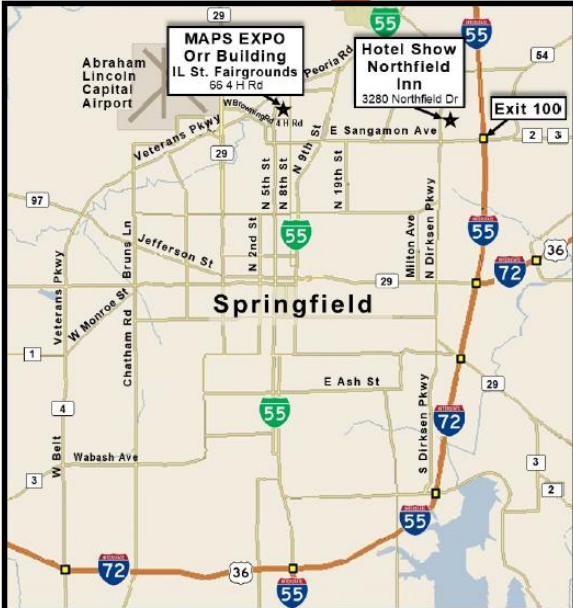 29
55
55
MAPS EXPO
Orr Building
IL St. Fairgrounds
66 4 H Rd
Hotel Show
Northfield
Inn
3280 Northfield Dr
54
Abraham
Lincoln
Capital
Airport
Peoria Rd
W Browning Rd
4 H Rd
Exit 100
Veterans Pkwy
E Sangamon Ave
2
3
29
N 5th St
N 8th St
N 9th St
N 19th St
97
Bruns Ln
Jefferson St
N 2nd St
55
Milton Ave
N Dirksen Pkwy
55
36
72
29
Veterans Pkwy
W Monroe St
Chatham Rd
Springfield
1
E Ash St
29
4
55
72
S Dirksen Pkwy
W Belt
Wabash Ave
3
3
2
55
72
36
55